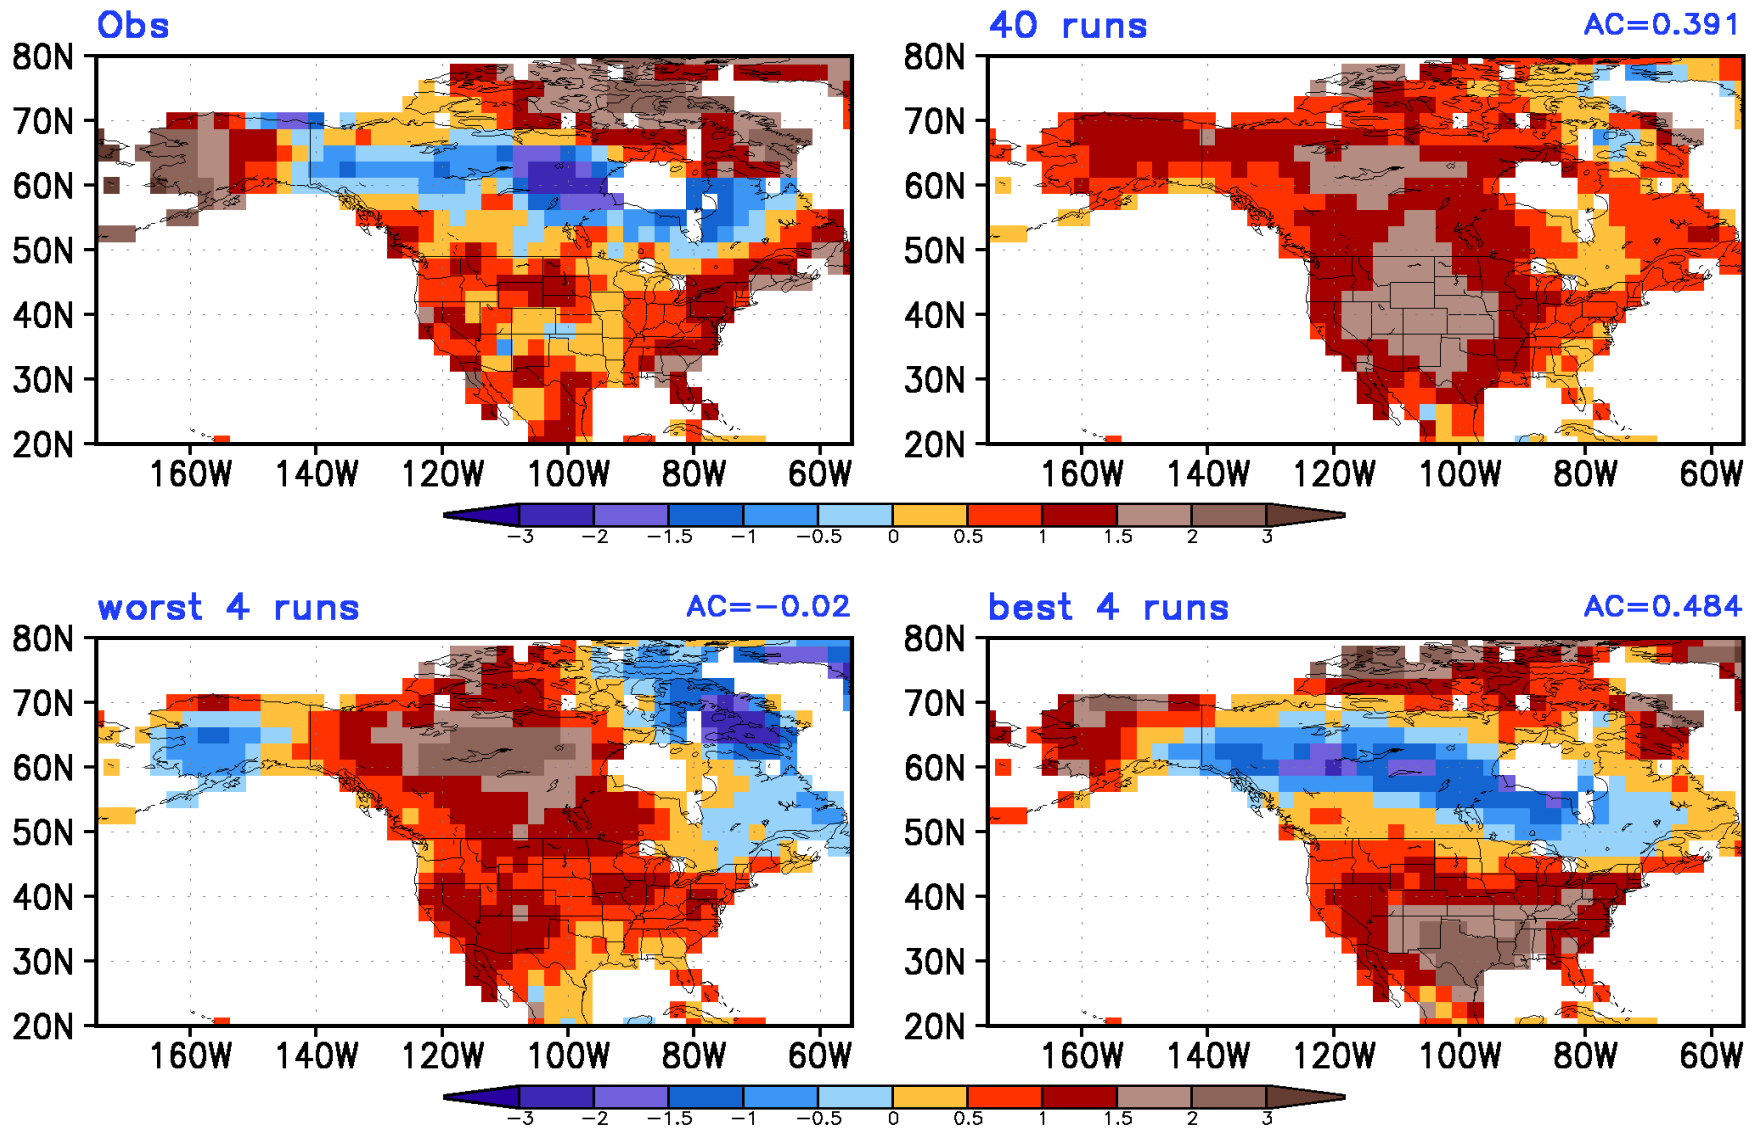 Obs
40 runs AC=0.391
80N
70N
60N
50N
40N
30N
20N
160W 140W 120W 100W 80W 60W
80N
70N
60N
50N
40N
30N
20N
160W 140W 120W 100W 80W 60W
-3 -2 -1.5 -1 -0.5 0 0.5 1 1.5 2 3
worst 4 runs AC=-0.02
best 4 runs AC=0.484
80N
70N
60N
50N
40N
30N
20N
160W 140W 120W 100W 80W 60W
80N
70N
60N
50N
40N
30N
20N
160W 140W 120W 100W 80W 60W
-3 -2 -1.5 -1 -0.5 0 0.5 1 1.5 2 3